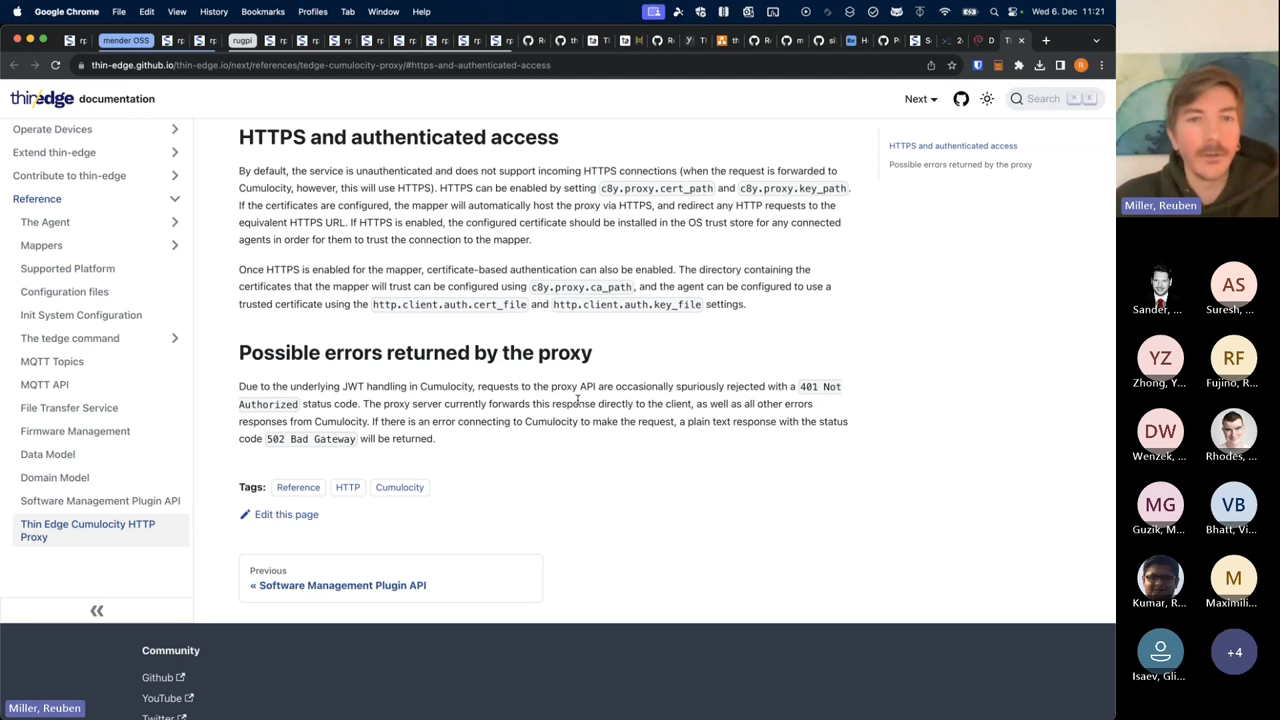 Google Chrome File Edit View History Bookmarks Profiles Tab Window Help
Wed 6. Dec 11:21
mender OSS
rugpi
thin-edge.github.io/thin-edge.io/next/references/tedge-cumulocity-proxy/#https-and-authenticated-access
thin-edge documentation
Next
Search
Operate Devices
Extend thin-edge
Contribute to thin-edge
Reference
The Agent
Mappers
Supported Platform
Configuration files
Init System Configuration
The tedge command
MQTT Topics
MQTT API
File Transfer Service
Firmware Management
Data Model
Domain Model
Software Management Plugin API
Thin Edge Cumulocity HTTP
Proxy
HTTPS and authenticated access
By default, the service is unauthenticated and does not support incoming HTTPS connections (when the request is forwarded to
Cumulocity, however, this will use HTTPS). HTTPS can be enabled by setting c8y.proxy.cert_path and c8y.proxy.key_path.
If the certificates are configured, the mapper will automatically host the proxy via HTTPS, and redirect any HTTP requests to the
equivalent HTTPS URL. If HTTPS is enabled, the configured certificate should be installed in the OS trust store for any connected
agents in order for them to trust the connection to the mapper.
Once HTTPS is enabled for the mapper, certificate-based authentication can also be enabled. The directory containing the
certificates that the mapper will trust can be configured using c8y.proxy.ca_path, and the agent can be configured to use a
trusted certificate using the http.client.auth.cert_file and http.client.auth.key_file settings.
Possible errors returned by the proxy
Due to the underlying JWT handling in Cumulocity, requests to the proxy API are occasionally spuriously rejected with a 401 Not
Authorized status code. The proxy server currently forwards this response directly to the client, as well as all other errors
responses from Cumulocity. If there is an error connecting to Cumulocity to make the request, a plain text response with the status
code 502 Bad Gateway will be returned.
Tags: Reference HTTP Cumulocity
Edit this page
Previous
« Software Management Plugin API
HTTPS and authenticated access
Possible errors returned by the proxy
Community
Github
YouTube
Twitter
Miller, Reuben
Miller, Reuben
Sander, ...
AS
Suresh, ...
YZ
Zhong, Y...
RF
Fujino, R...
DW
Wenzek, ...
Rhodes, ...
MG
Guzik, M...
VB
Bhatt, Vi...
Kumar, R...
M
Maximili...
Isaev, Gli...
+4